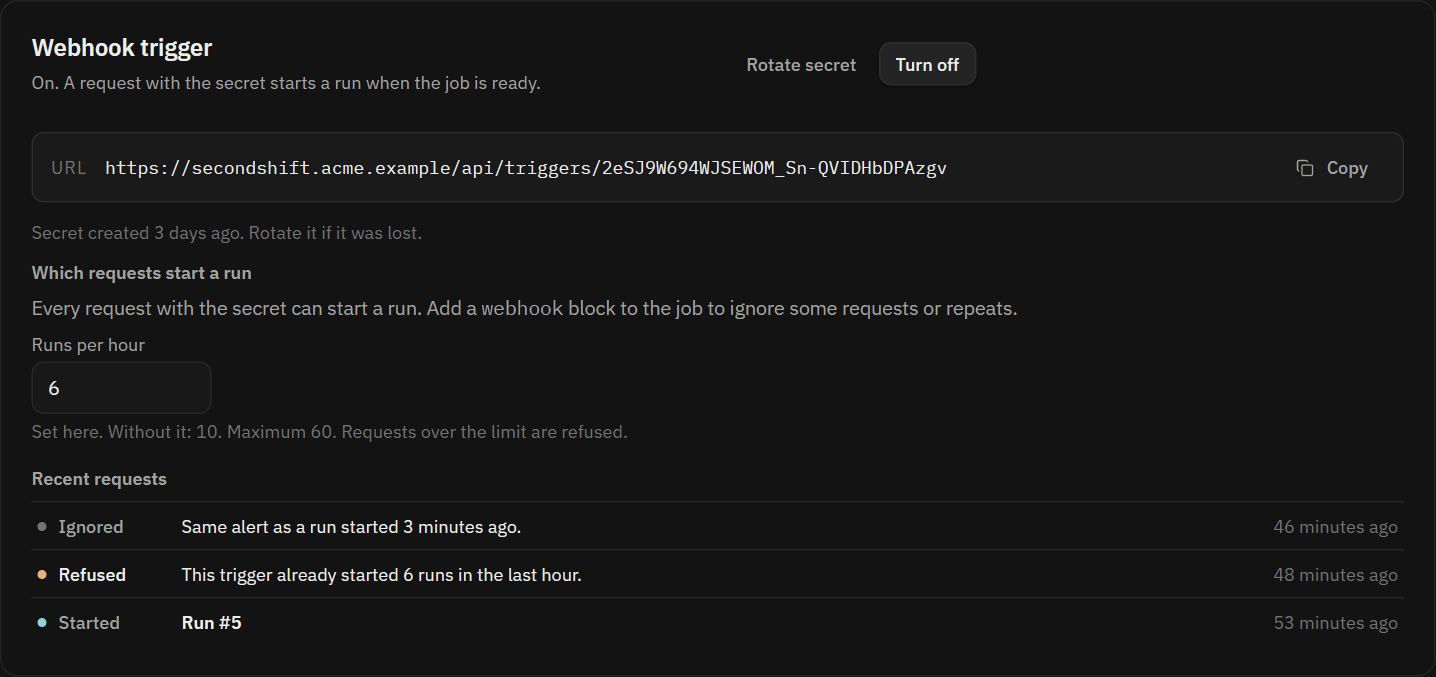 Webhook trigger
On. A request with the secret starts a run when the job is ready.
Rotate secret
Turn off
URL https://secondshift.acme.example/api/triggers/2eSJ9W694WJSEWOM_Sn-QVIDHbDPAzgv
Copy
Secret created 3 days ago. Rotate it if it was lost.
Which requests start a run
Every request with the secret can start a run. Add a webhook block to the job to ignore some requests or repeats.
Runs per hour
6
Set here. Without it: 10. Maximum 60. Requests over the limit are refused.
Recent requests
Ignored Same alert as a run started 3 minutes ago. 46 minutes ago
Refused This trigger already started 6 runs in the last hour. 48 minutes ago
Started Run #5 53 minutes ago